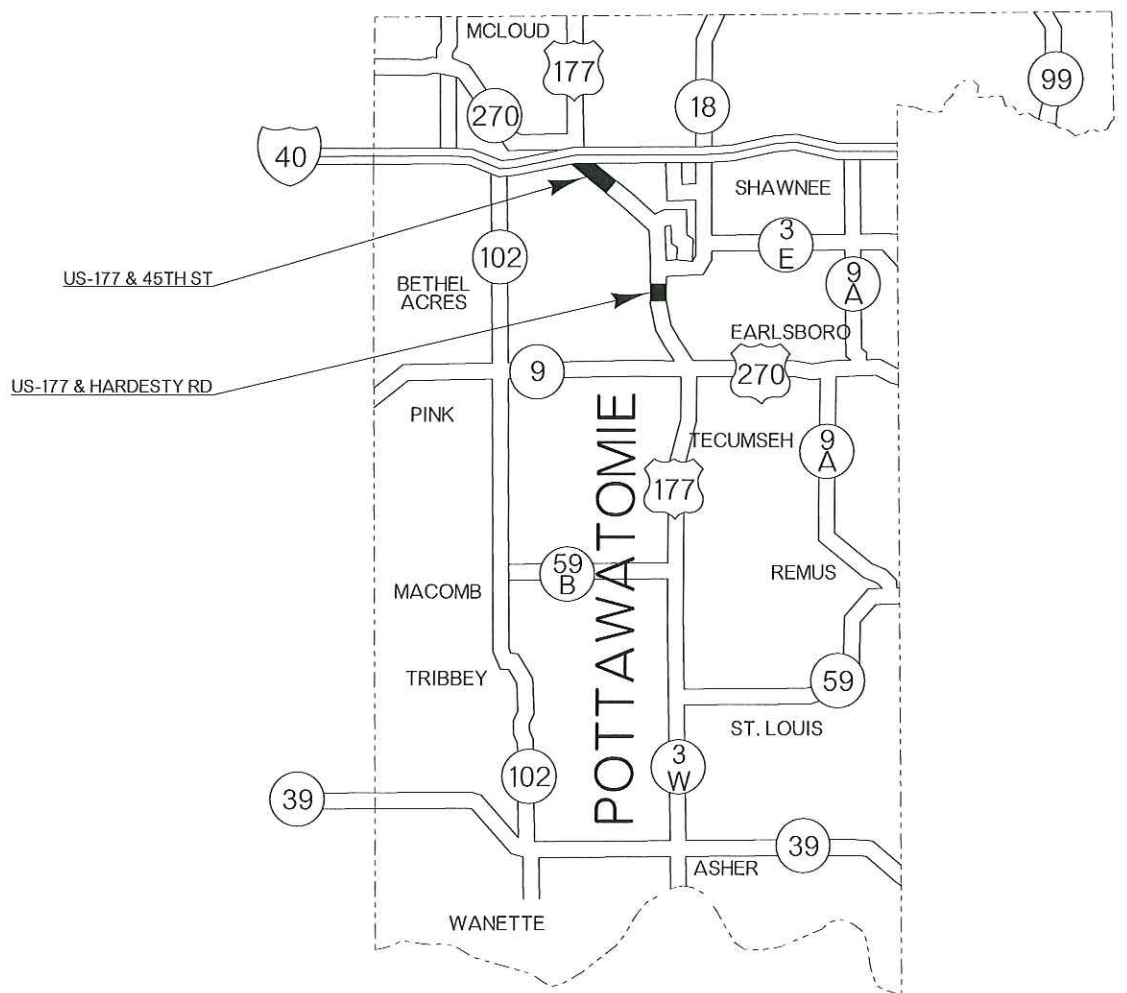 MCLOUD
177
99
18
270
40
SHAWNEE
3
E
102
US-177 & 45TH ST
BETHEL
ACRES
9
A
EARLSBORO
US-177 & HARDESTY RD
9
270
PINK
TECUMSEH
9
A
177
POTTAWATOMIE
59
B
REMUS
MACOMB
TRIBBEY
59
ST. LOUIS
3
W
102
39
39
ASHER
WANETTE